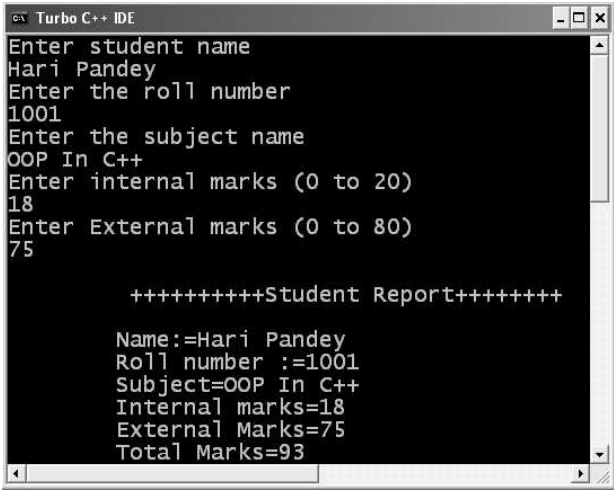 Turbo C++ IDE
Enter student name
Hari Pandey
Enter the roll number
1001
Enter the subject name
OOP In C++
Enter internal marks (0 to 20)
18
Enter External marks (0 to 80)
75
++++++++++Student Report++++++++
Name:=Hari Pandey
Roll number :=1001
Subject=OOP In C++
Internal marks=18
External Marks=75
Total Marks=93